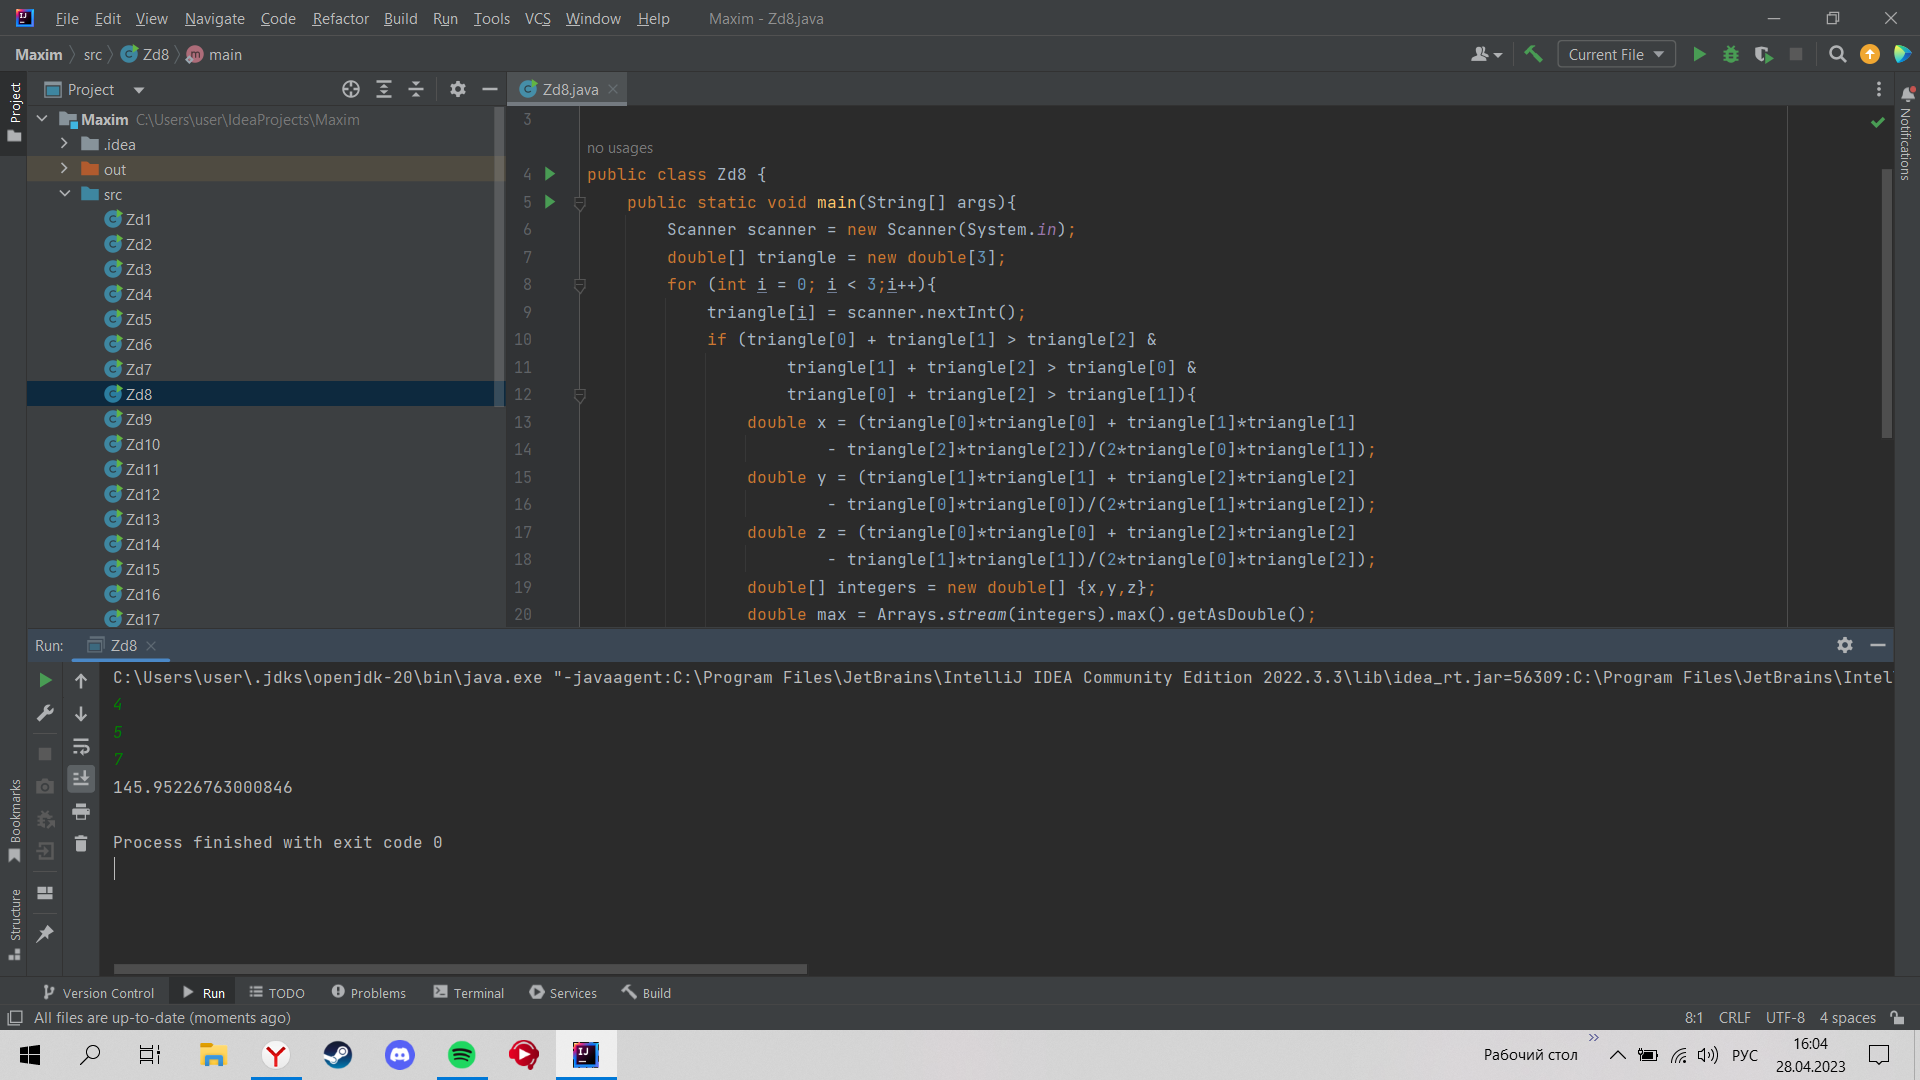 File Edit View Navigate Code Refactor Build Run Tools VCS Window Help Maxim - Zd8.java
Maxim src Zd8 main Current File
Project
Project
Zd8.java
Notifications
Maxim C:\Users\user\IdeaProjects\Maxim
.idea
out
src
Zd1
Zd2
Zd3
Zd4
Zd5
Zd6
Zd7
Zd8
Zd9
Zd10
Zd11
Zd12
Zd13
Zd14
Zd15
Zd16
Zd17
3
no usages
4 public class Zd8 {
5 public static void main(String[] args){
6 Scanner scanner = new Scanner(System.in);
7 double[] triangle = new double[3];
8 for (int i = 0; i < 3;i++){
9 triangle[i] = scanner.nextInt();
10 if (triangle[0] + triangle[1] > triangle[2] &
11 triangle[1] + triangle[2] > triangle[0] &
12 triangle[0] + triangle[2] > triangle[1]){
13 double x = (triangle[0]*triangle[0] + triangle[1]*triangle[1]
14 - triangle[2]*triangle[2])/(2*triangle[0]*triangle[1]);
15 double y = (triangle[1]*triangle[1] + triangle[2]*triangle[2]
16 - triangle[0]*triangle[0])/(2*triangle[1]*triangle[2]);
17 double z = (triangle[0]*triangle[0] + triangle[2]*triangle[2]
18 - triangle[1]*triangle[1])/(2*triangle[0]*triangle[2]);
19 double[] integers = new double[] {x,y,z};
20 double max = Arrays.stream(integers).max().getAsDouble();
Run: Zd8
C:\Users\user\.jdks\openjdk-20\bin\java.exe "-javaagent:C:\Program Files\JetBrains\IntelliJ IDEA Community Edition 2022.3.3\lib\idea_rt.jar=56309:C:\Program Files\JetBrains\Intel
4
5
7
145.95226763000846
Process finished with exit code 0
Bookmarks
Structure
Version Control Run TODO Problems Terminal Services Build
All files are up-to-date (moments ago) 8:1 CRLF UTF-8 4 spaces
Рабочий стол РУС 16:04
28.04.2023